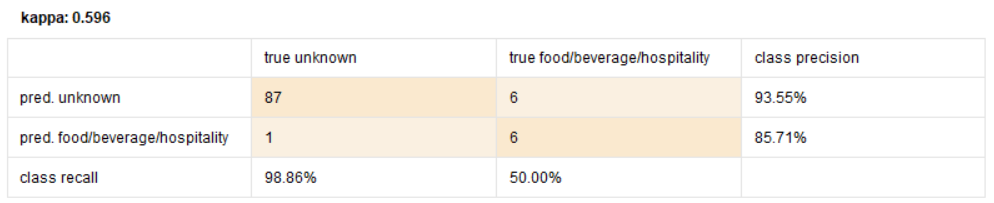 kappa: 0.596
true unknown true food/beverage/hospitality class precision
pred. unknown 87 6 93.55%
pred. food/beverage/hospitality 1 6 85.71%
class recall 98.86% 50.00%